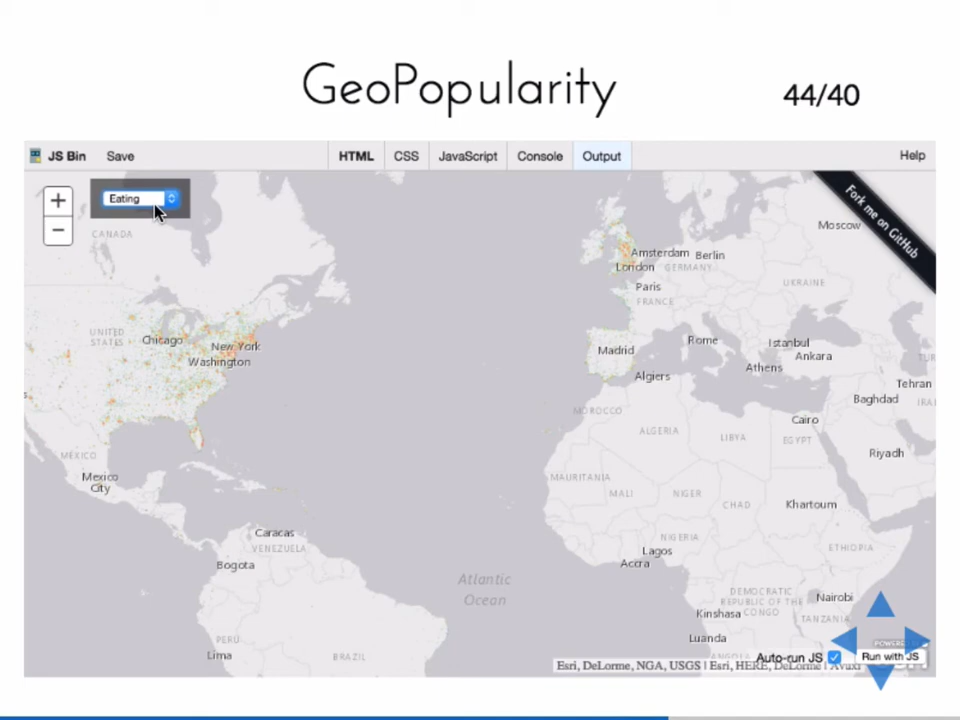 GeoPopularity
44/40
JS Bin Save HTML CSS JavaScript Console Output Help
+
Eating
−
Fork me on GitHub
CANADA
Moscow
Amsterdam Berlin
London GERMANY
UKRAINE
Paris
FRANCE
UNITED
STATES
Chicago
New York
Washington
Madrid
Rome
Istanbul
Ankara
Athens
Algiers
Tehran
Baghdad
MOROCCO
Cairo
ALGERIA
LIBYA
EGYPT
MÉXICO
Riyadh
Mexico
City
MAURITANIA
MALI
NIGER
CHAD
Khartoum
Caracas
VENEZUELA
NIGERIA
Lagos
ETHIOPIA
Bogota
Accra
Atlantic
Ocean
DEMOCRATIC
REPUBLIC OF THE
CONGO
Nairobi
Kinshasa
TANZANIA
PERU
Luanda
Lima
BRAZIL
Auto-run JS Run with JS
Esri, DeLorme, NGA, USGS | Esri, HERE, DeLorme |